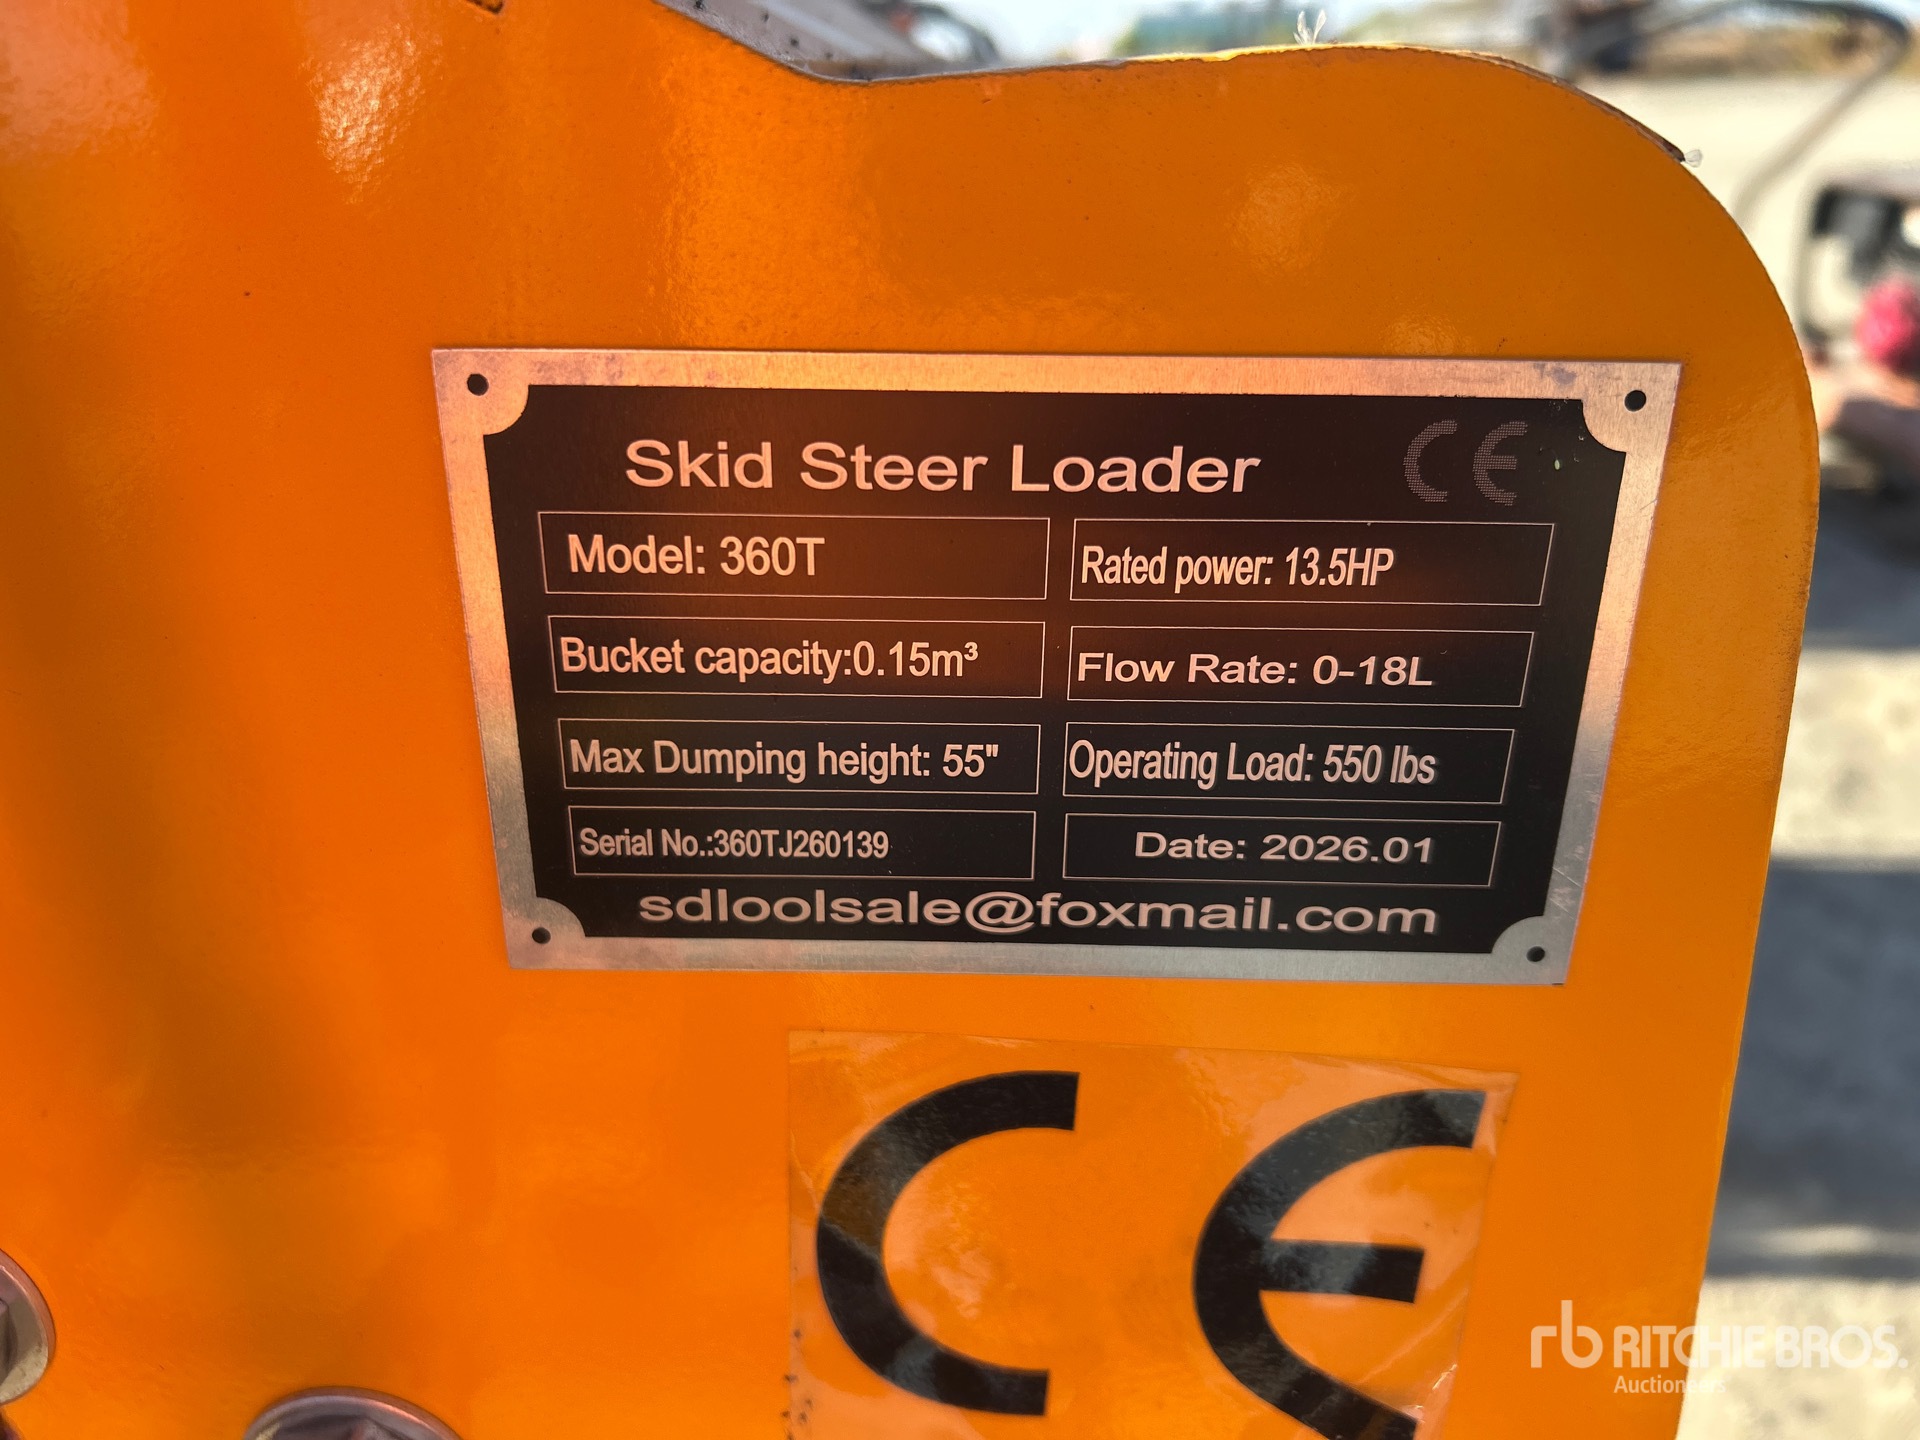 Skid Steer Loader CE
Model: 360T
Rated power: 13.5HP
Bucket capacity:0.15m³
Flow Rate: 0-18L
Max Dumping height: 55"
Operating Load: 550 lbs
Serial No.:360TJ260139
Date: 2026.01
sdloolsale@foxmail.com
CE
rb RITCHIE BROS.
Auctioneers